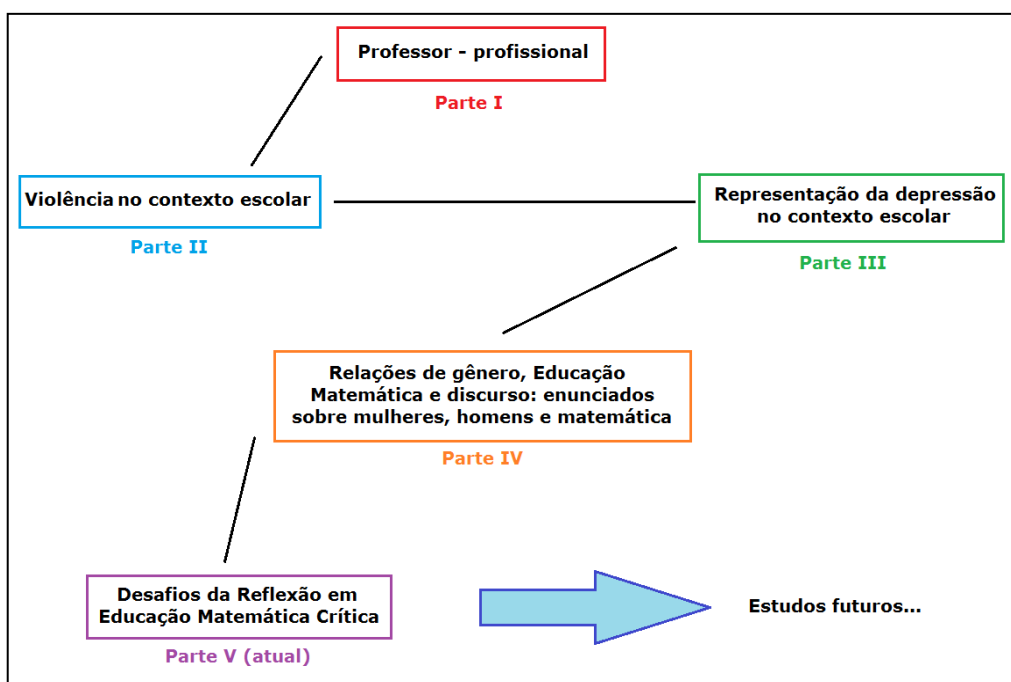 Professor - profissional
Parte I
Violência no contexto escolar
Parte II
Representação da depressão
no contexto escolar
Parte III
Relações de gênero, Educação
Matemática e discurso: enunciados
sobre mulheres, homens e matemática
Parte IV
Desafios da Reflexão em
Educação Matemática Crítica
Parte V (atual)
Estudos futuros...